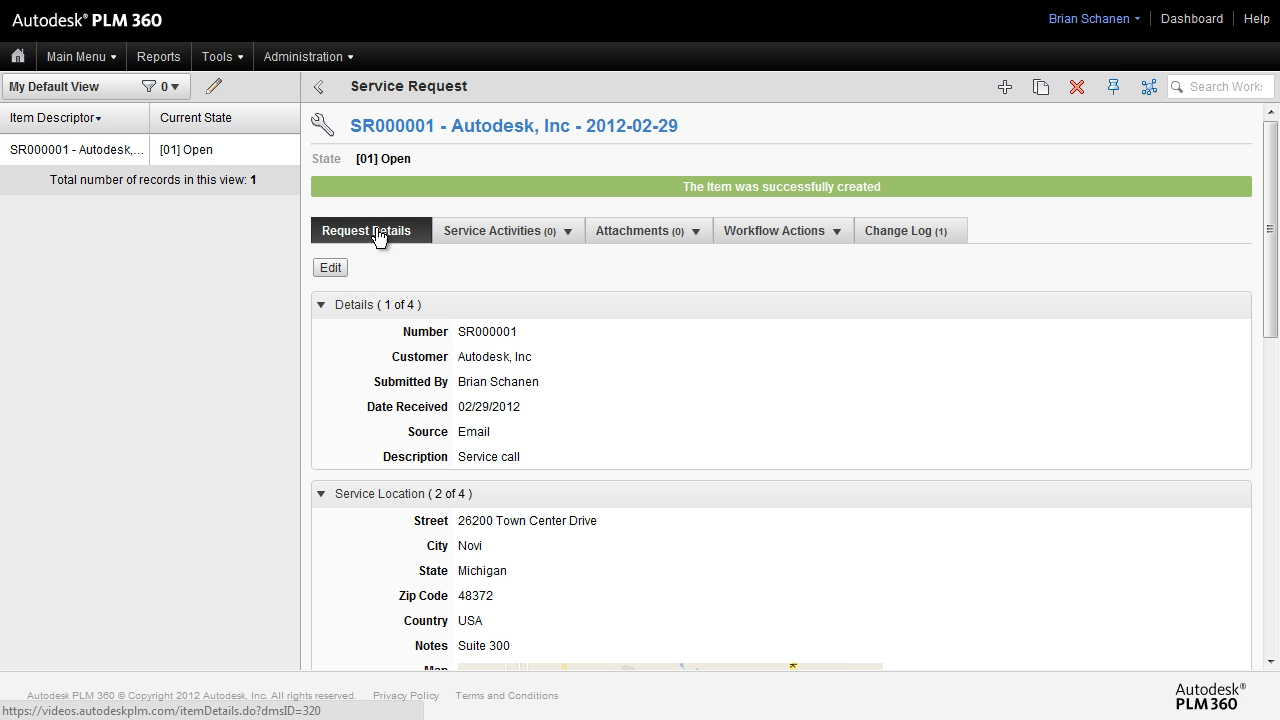 Autodesk® PLM 360
Brian Schanen Dashboard Help
Main Menu Reports Tools Administration
My Default View 0
Service Request
Search Works
Item Descriptor Current State
SR000001 - Autodesk,... [01] Open
Total number of records in this view: 1
SR000001 - Autodesk, Inc - 2012-02-29
State [01] Open
The Item was successfully created
Request Details Service Activities (0) Attachments (0) Workflow Actions Change Log (1)
Edit
Details ( 1 of 4 )
Number SR000001
Customer Autodesk, Inc
Submitted By Brian Schanen
Date Received 02/29/2012
Source Email
Description Service call
Service Location ( 2 of 4 )
Street 26200 Town Center Drive
City Novi
State Michigan
Zip Code 48372
Country USA
Notes Suite 300
Map
Autodesk PLM 360 © Copyright 2012 Autodesk, Inc. All rights reserved. Privacy Policy Terms and Conditions
Autodesk®
PLM 360
https://videos.autodeskplm.com/itemDetails.do?dmsID=320